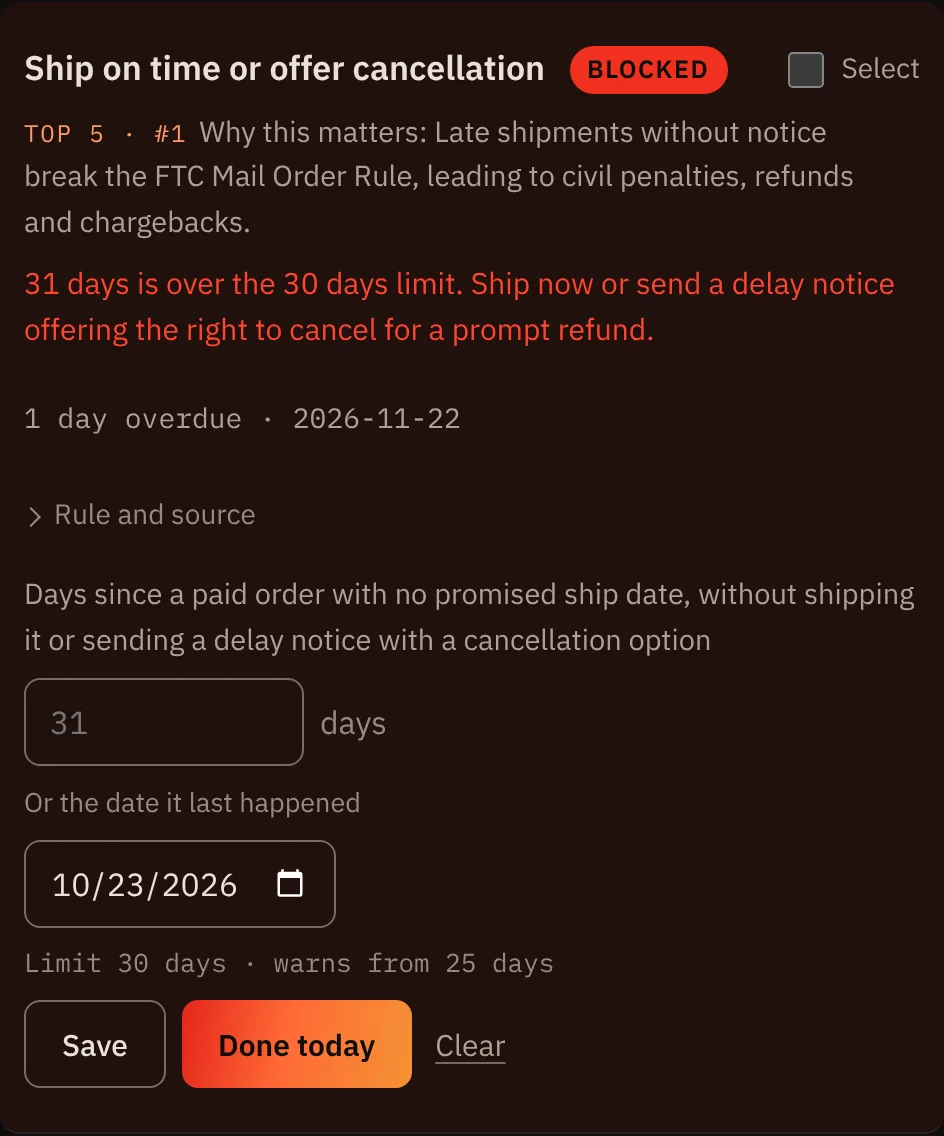 Ship on time or offer cancellation BLOCKED Select
TOP 5 · #1 Why this matters: Late shipments without notice
break the FTC Mail Order Rule, leading to civil penalties, refunds
and chargebacks.
31 days is over the 30 days limit. Ship now or send a delay notice
offering the right to cancel for a prompt refund.
1 day overdue · 2026-11-22
Rule and source
Days since a paid order with no promised ship date, without shipping
it or sending a delay notice with a cancellation option
31 days
Or the date it last happened
10/23/2026
Limit 30 days · warns from 25 days
Save Done today Clear